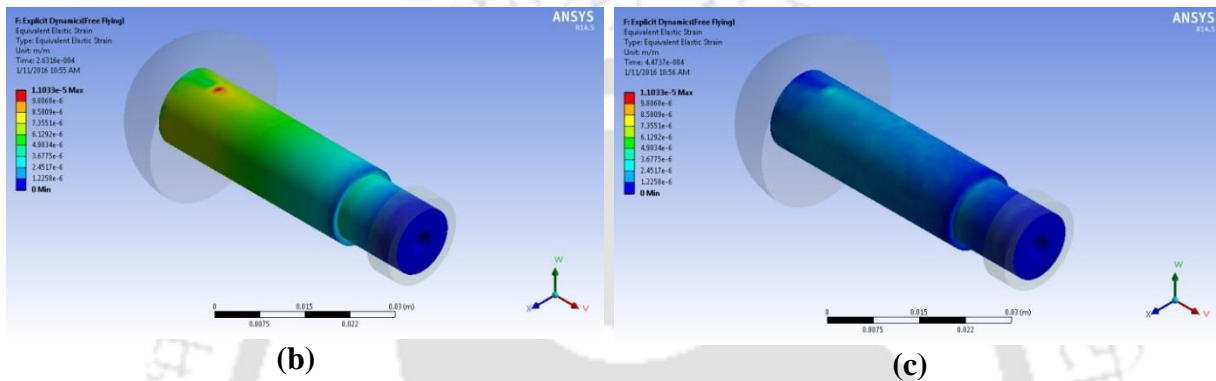 F: Explicit Dynamics(Free Flying)
Equivalent Elastic Strain
Type: Equivalent Elastic Strain
Unit: m/m
Time: 2.6316e-004
1/11/2016 10:55 AM
1.1033e-5 Max
9.8068e-6
8.5809e-6
7.3551e-6
6.1292e-6
4.9034e-6
3.6775e-6
2.4517e-6
1.2258e-6
0 Min
ANSYS
R14.5
W
X
V
0 0.015 0.03 (m)
0.0075 0.022
(b)
F: Explicit Dynamics(Free Flying)
Equivalent Elastic Strain
Type: Equivalent Elastic Strain
Unit: m/m
Time: 4.4737e-004
1/11/2016 10:56 AM
1.1033e-5 Max
9.8068e-6
8.5809e-6
7.3551e-6
6.1292e-6
4.9034e-6
3.6775e-6
2.4517e-6
1.2258e-6
0 Min
ANSYS
R14.5
W
X
V
0 0.015 0.03 (m)
0.0075 0.022
(c)